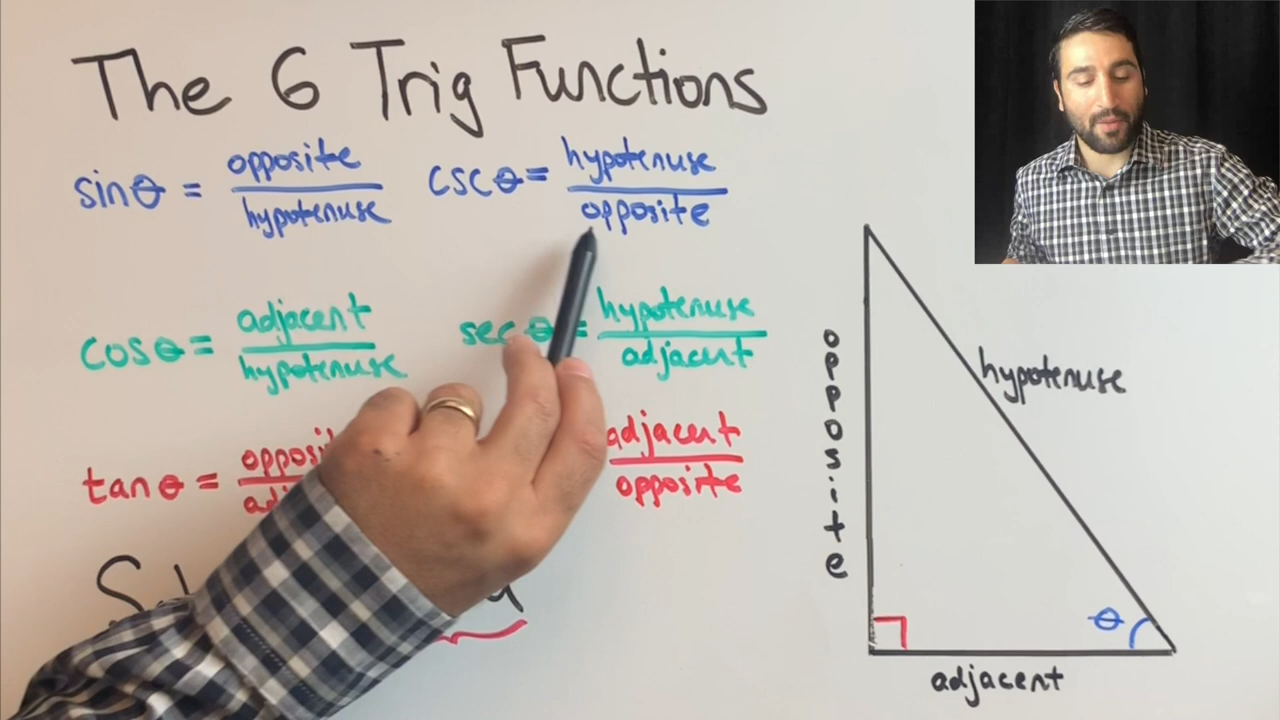 The 6 Trig Functions
sinθ = opposite/hypotenuse cscθ = hypotenuse/opposite
cosθ = adjacent/hypotenuse secθ = hypotenuse/adjacent
tanθ = adjacent/opposite
opposite
hypotenuse
θ
adjacent